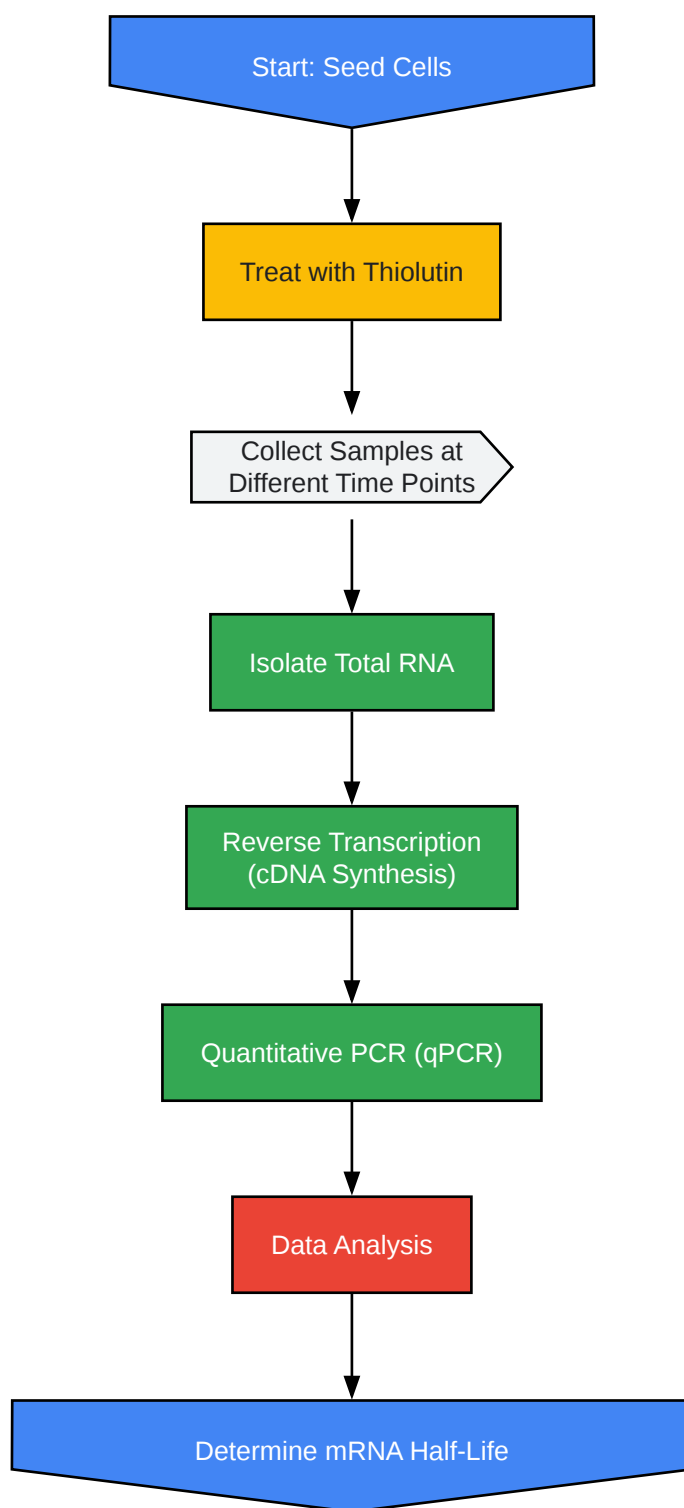 Start: Seed Cells
Treat with Thiolutin
Collect Samples at
Different Time Points
Isolate Total RNA
Reverse Transcription
(cDNA Synthesis)
Quantitative PCR (qPCR)
Data Analysis
Determine mRNA Half-Life